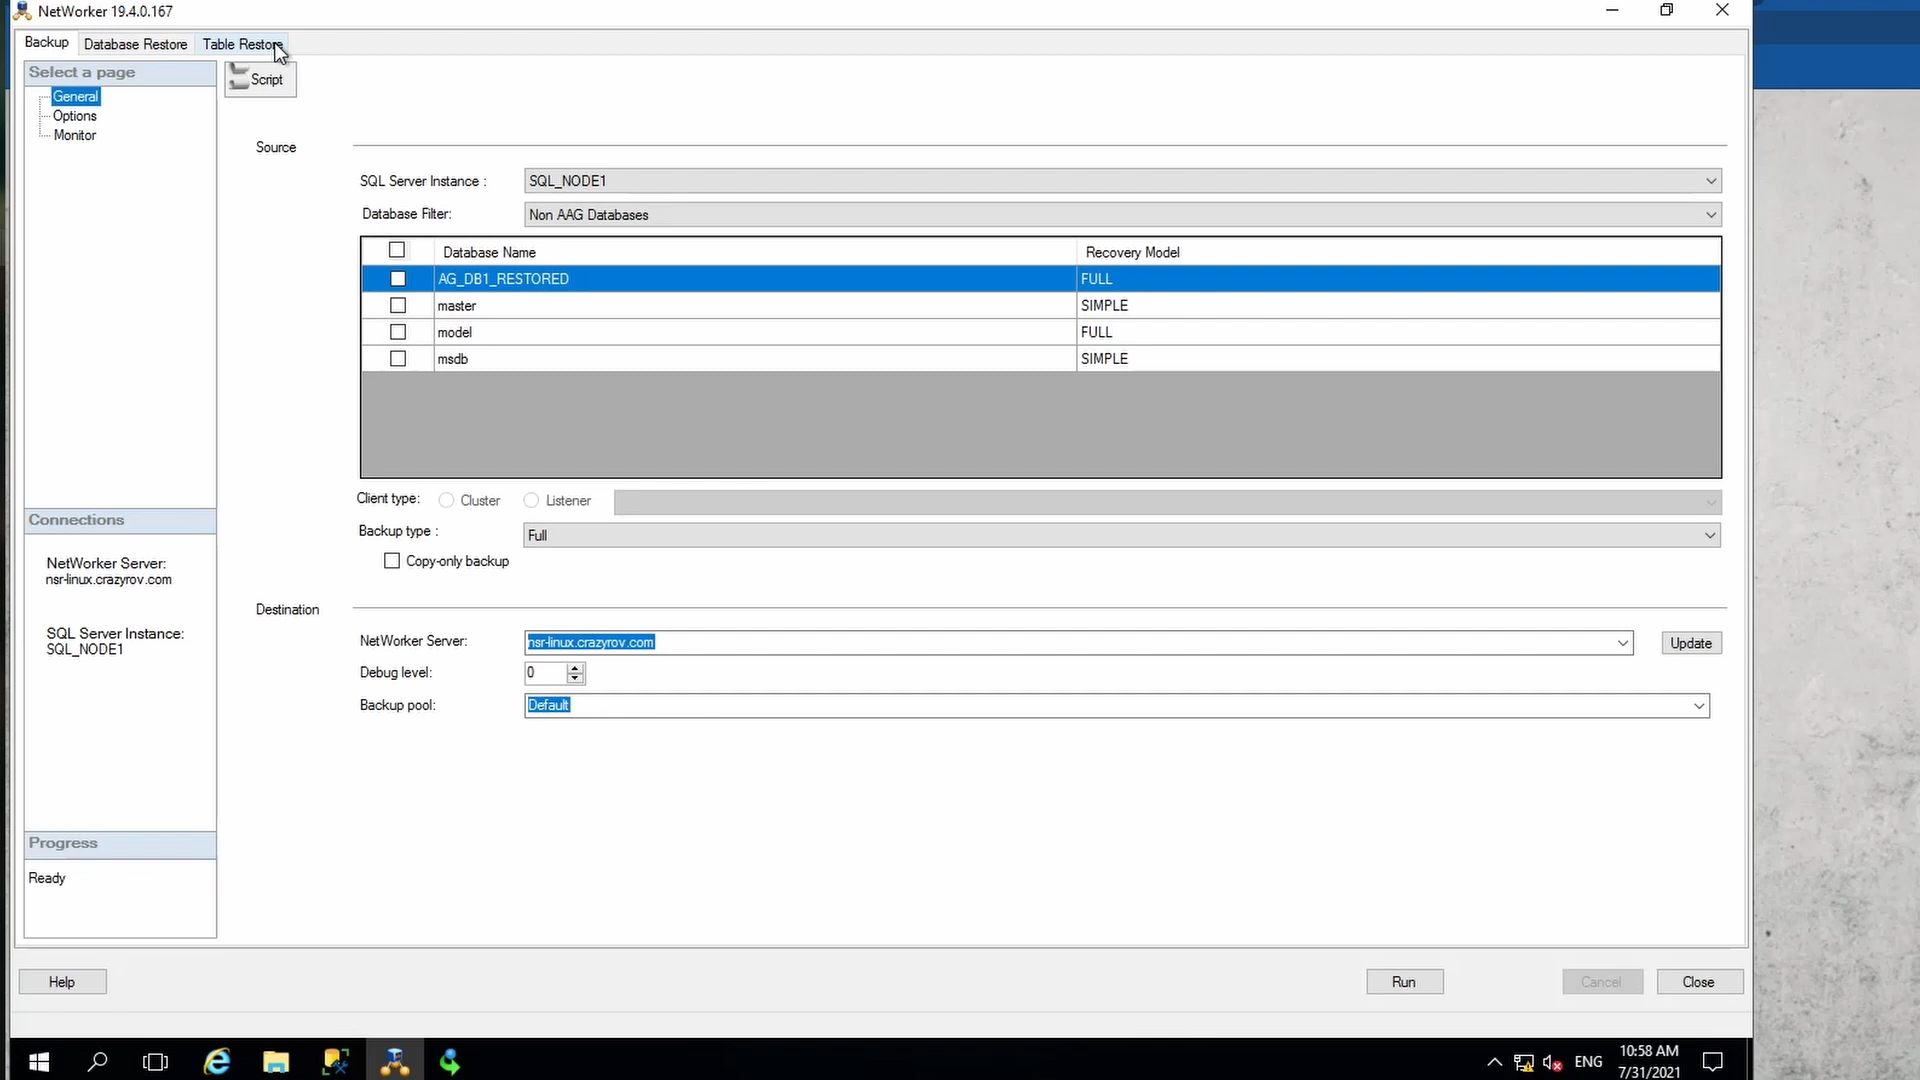 NetWorker 19.4.0.167
Backup
Database Restore
Table Restore
Select a page
General
Options
Monitor
Script
Source
SQL Server Instance :
SQL_NODE1
Database Filter:
Non AAG Databases
Database Name
Recovery Model
AG_DB1_RESTORED
FULL
master
SIMPLE
model
FULL
msdb
SIMPLE
Client type:
Cluster
Listener
Backup type :
Full
Copy-only backup
Connections
NetWorker Server:
nsr-linux.crazyrov.com
SQL Server Instance:
SQL_NODE1
Destination
NetWorker Server:
nsr-linux.crazyrov.com
Update
Debug level:
0
Backup pool:
Default
Progress
Ready
Help
Run
Cancel
Close
ENG
10:58 AM
7/31/2021